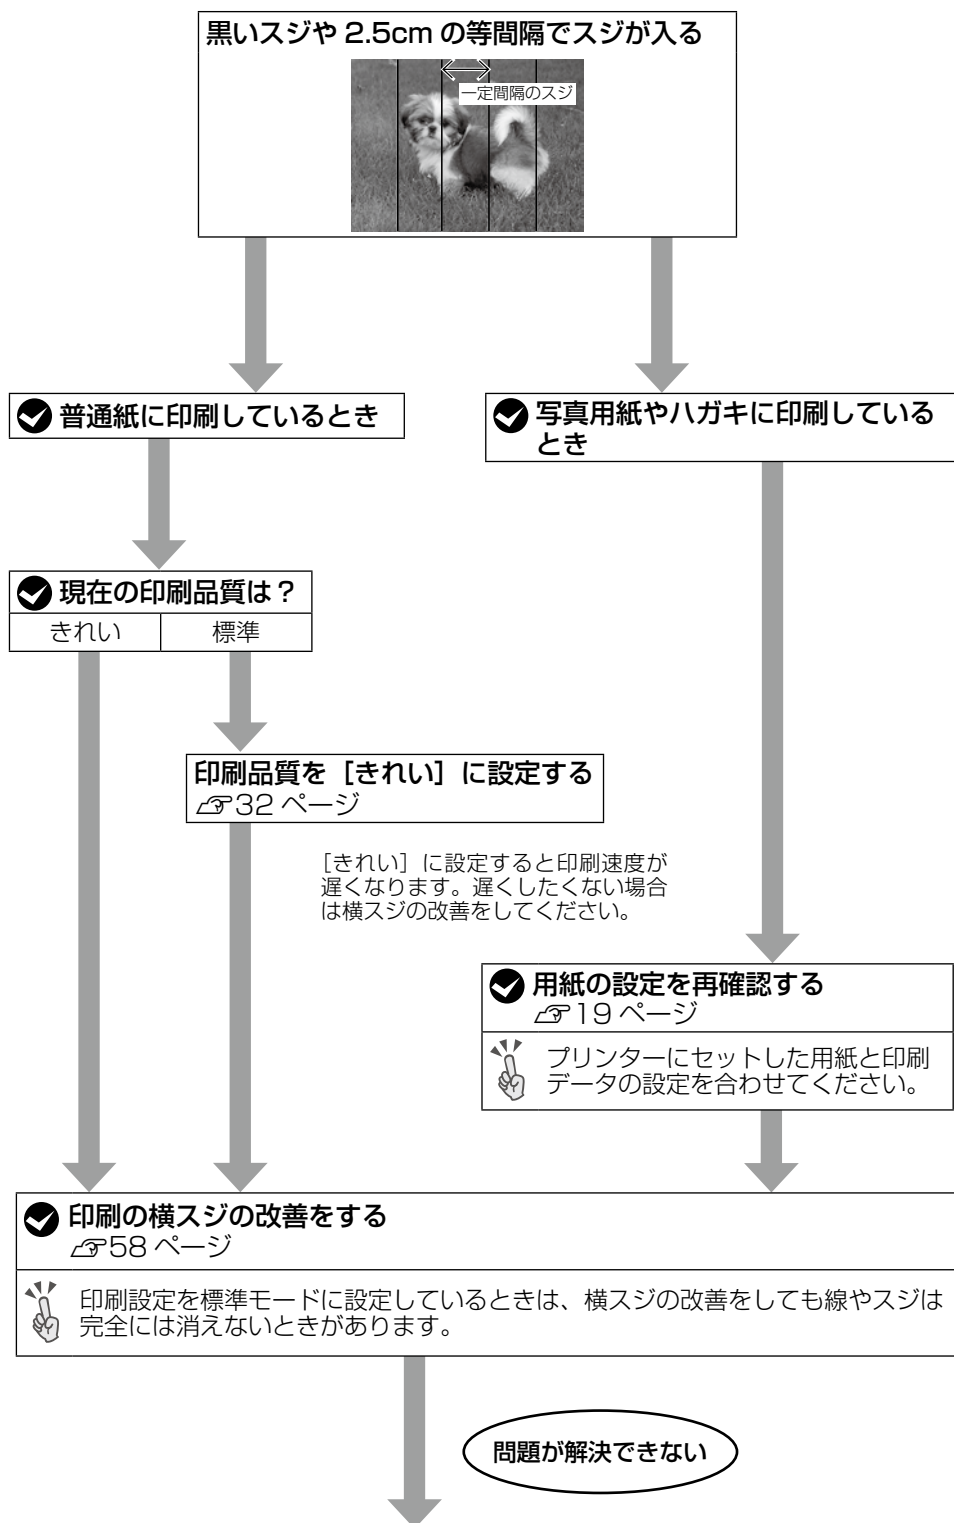 黒いスジや 2.5cm の等間隔でスジが入る
一定間隔のスジ
普通紙に印刷しているとき
写真用紙やハガキに印刷している
とき
現在の印刷品質は？
きれい
標準
印刷品質を［きれい］に設定する
32 ページ
［きれい］に設定すると印刷速度が
遅くなります。遅くしたくない場合
は横スジの改善をしてください。
用紙の設定を再確認する
19 ページ
プリンターにセットした用紙と印刷
データの設定を合わせてください。
印刷の横スジの改善をする
58 ページ
印刷設定を標準モードに設定しているときは、横スジの改善をしても線やスジは
完全には消えないときがあります。
問題が解決できない